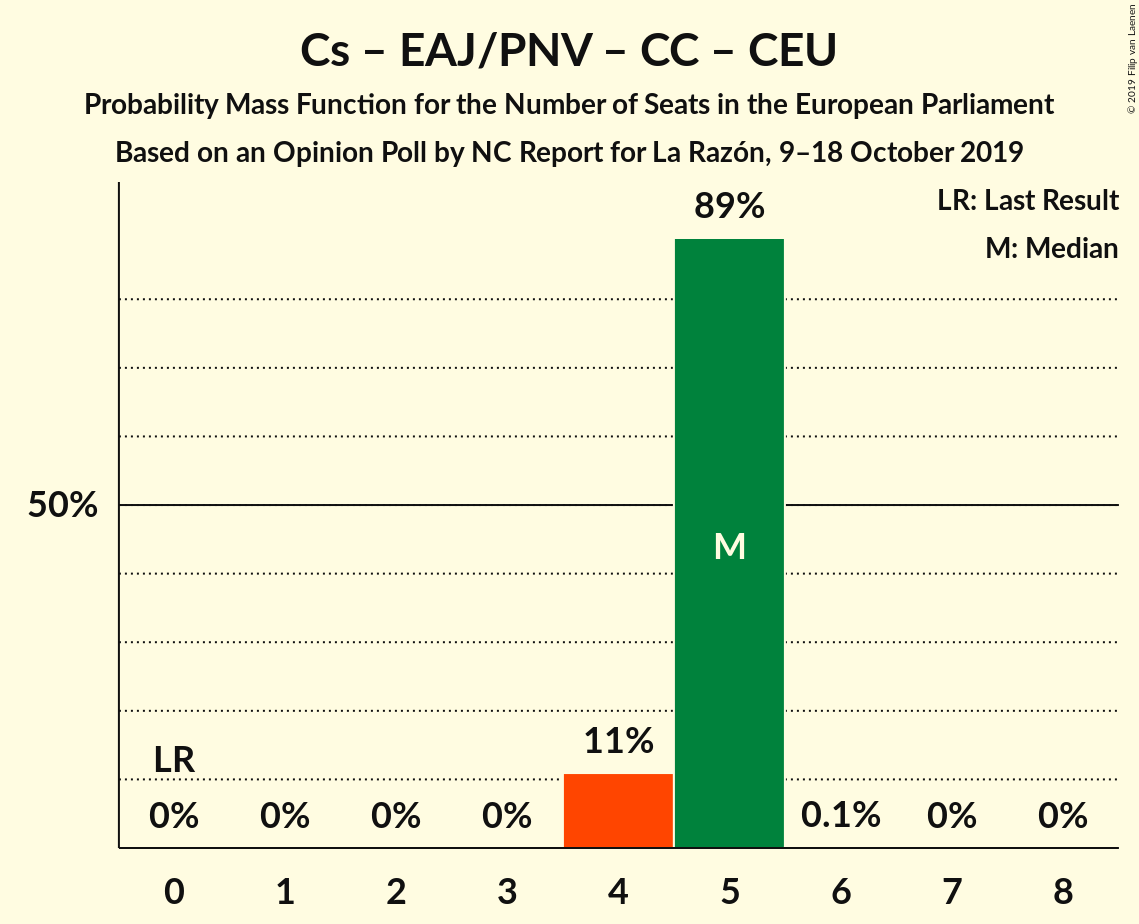 Cs – EAJ/PNV – CC – CEU
Probability Mass Function for the Number of Seats in the European Parliament
Based on an Opinion Poll by NC Report for La Razón, 9–18 October 2019
© 2019 Filip van Laenen
LR: Last Result
M: Median
89%
50%
M
11%
LR
0% 0% 0% 0% 0.1% 0% 0%
0 1 2 3 4 5 6 7 8